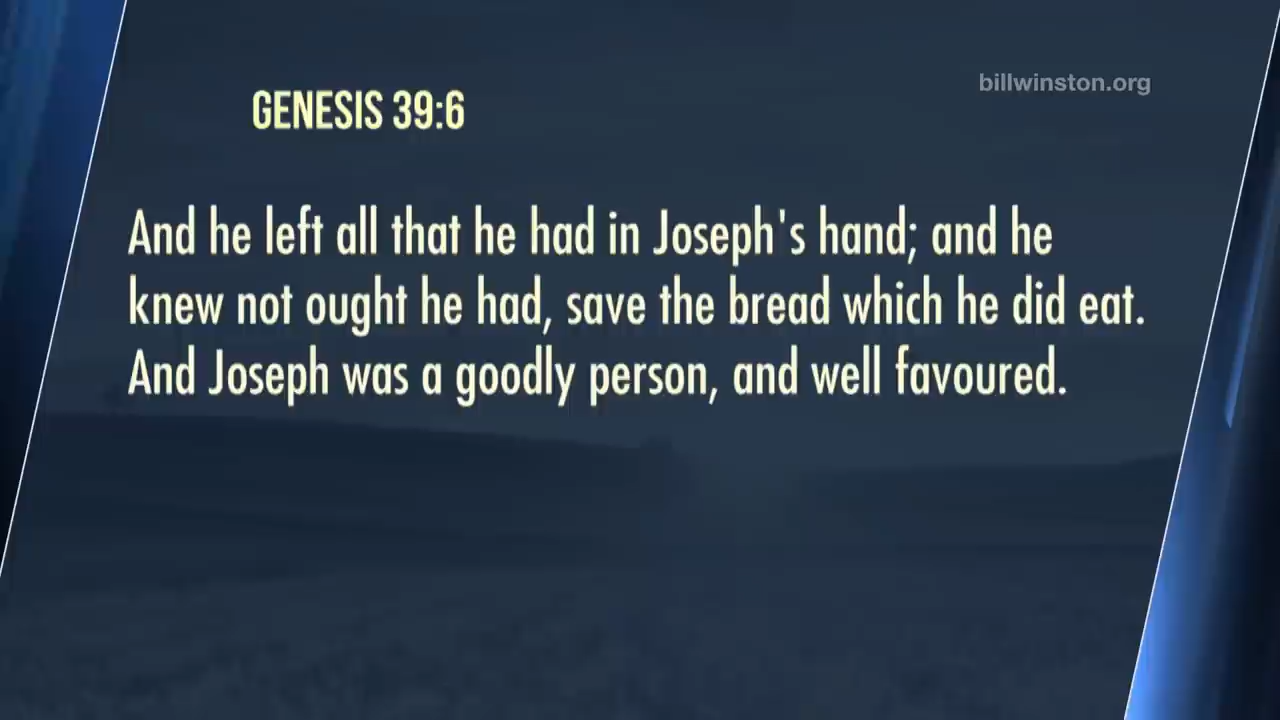 billwinston.org
GENESIS 39:6
And he left all that he had in Joseph's hand; and he
knew not ought he had, save the bread which he did eat.
And Joseph was a goodly person, and well favoured.